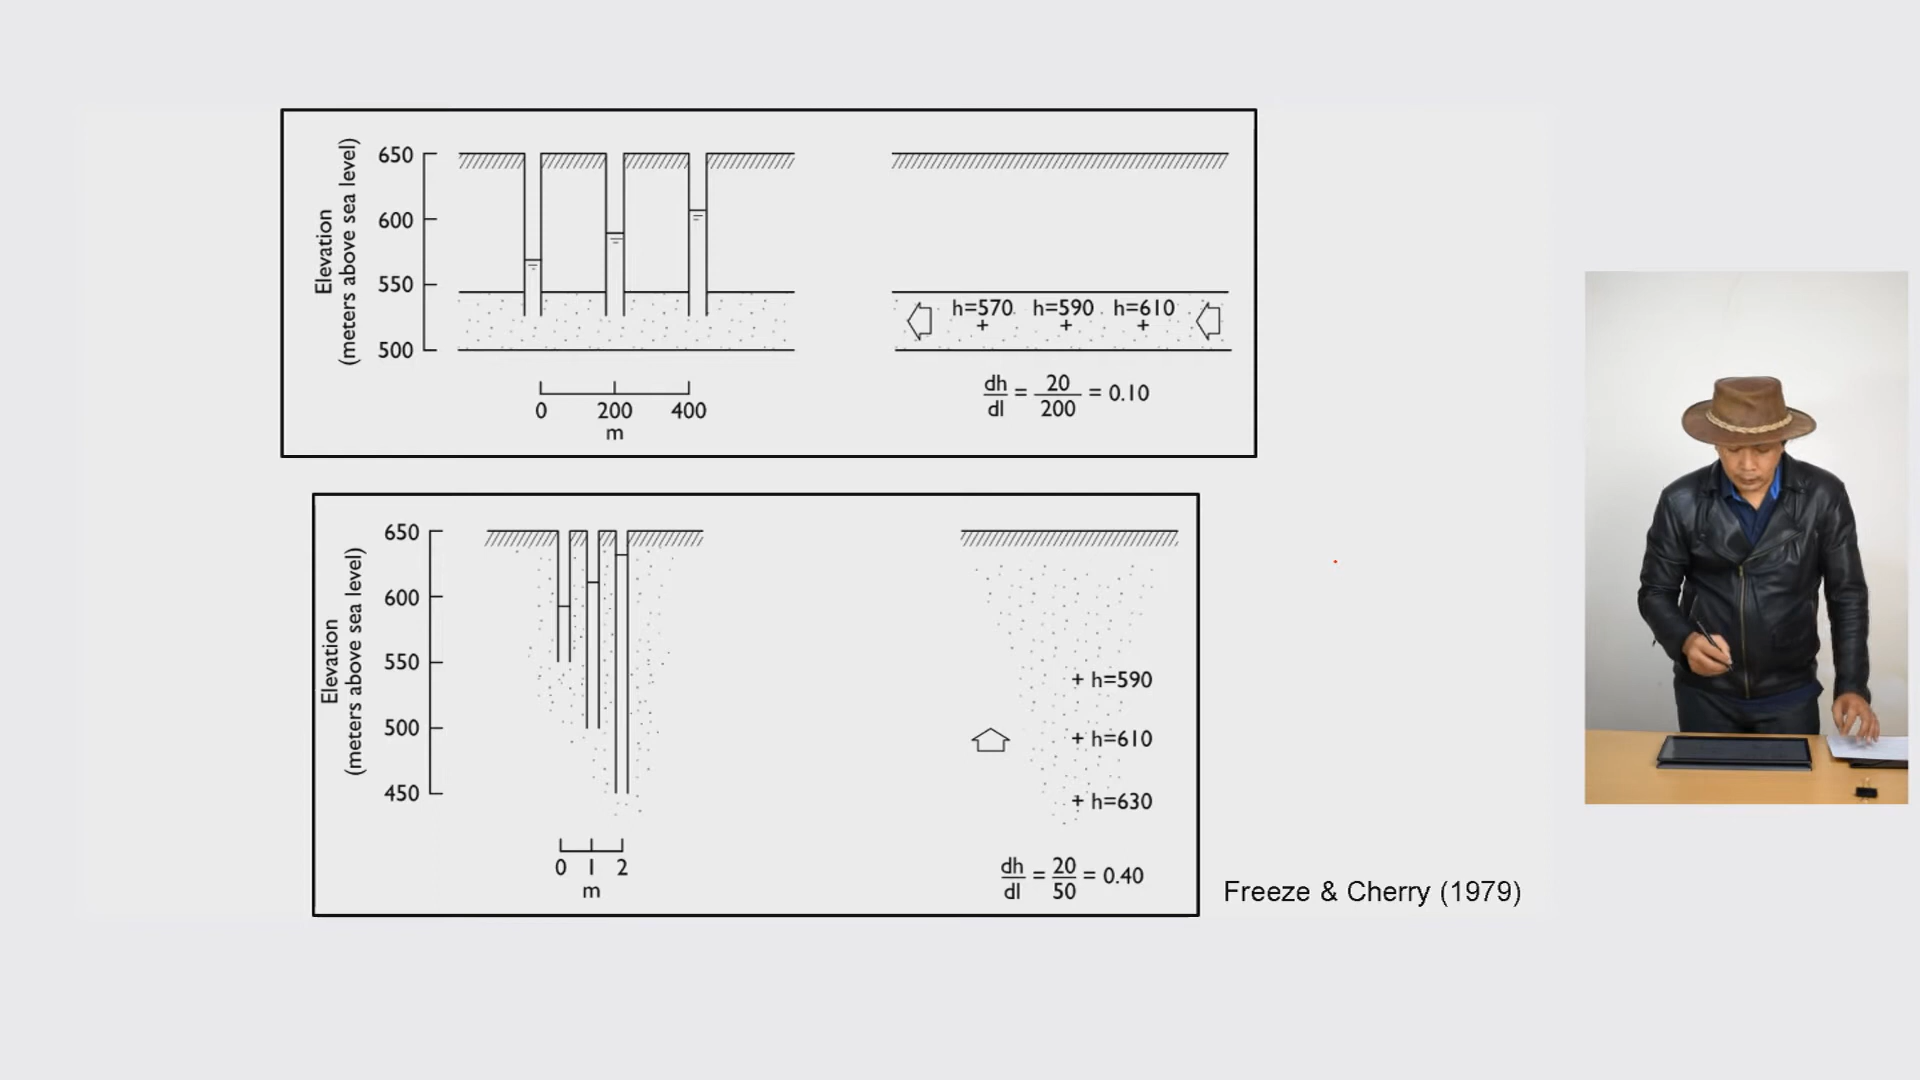 Elevation
(meters above sea level)
650
600
550
500
0 200 400
m
h=570 h=590 h=610
+ + +
dh/dl = 20/200 = 0.10
Elevation
(meters above sea level)
650
600
550
500
450
0 1 2
m
+ h=590
+ h=610
+ h=630
dh/dl = 20/50 = 0.40
Freeze & Cherry (1979)